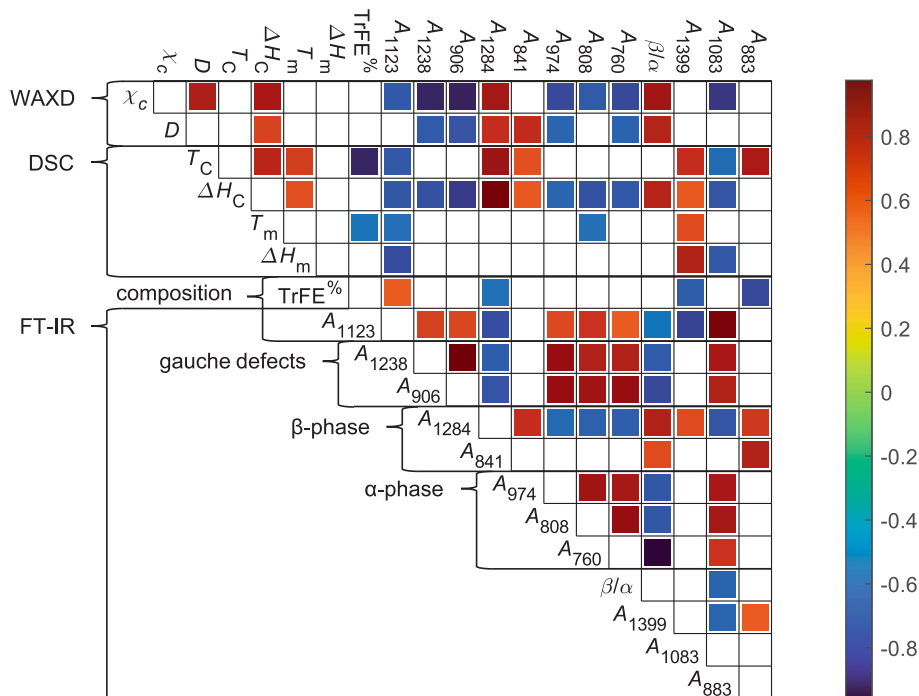 χc D TC ΔHC Tm ΔHm TrFE% A1123 A1238 A906 A1284 A841 A974 A808 A760 β/α A1399 A1083 A883
WAXD χc
D
DSC TC
ΔHC
Tm
ΔHm
composition TrFE%
FT-IR A1123
gauche defects A1238
A906
β-phase A1284
A841
α-phase A974
A808
A760
β/α
A1399
A1083
A883
0.8
0.6
0.4
0.2
0
-0.2
-0.4
-0.6
-0.8